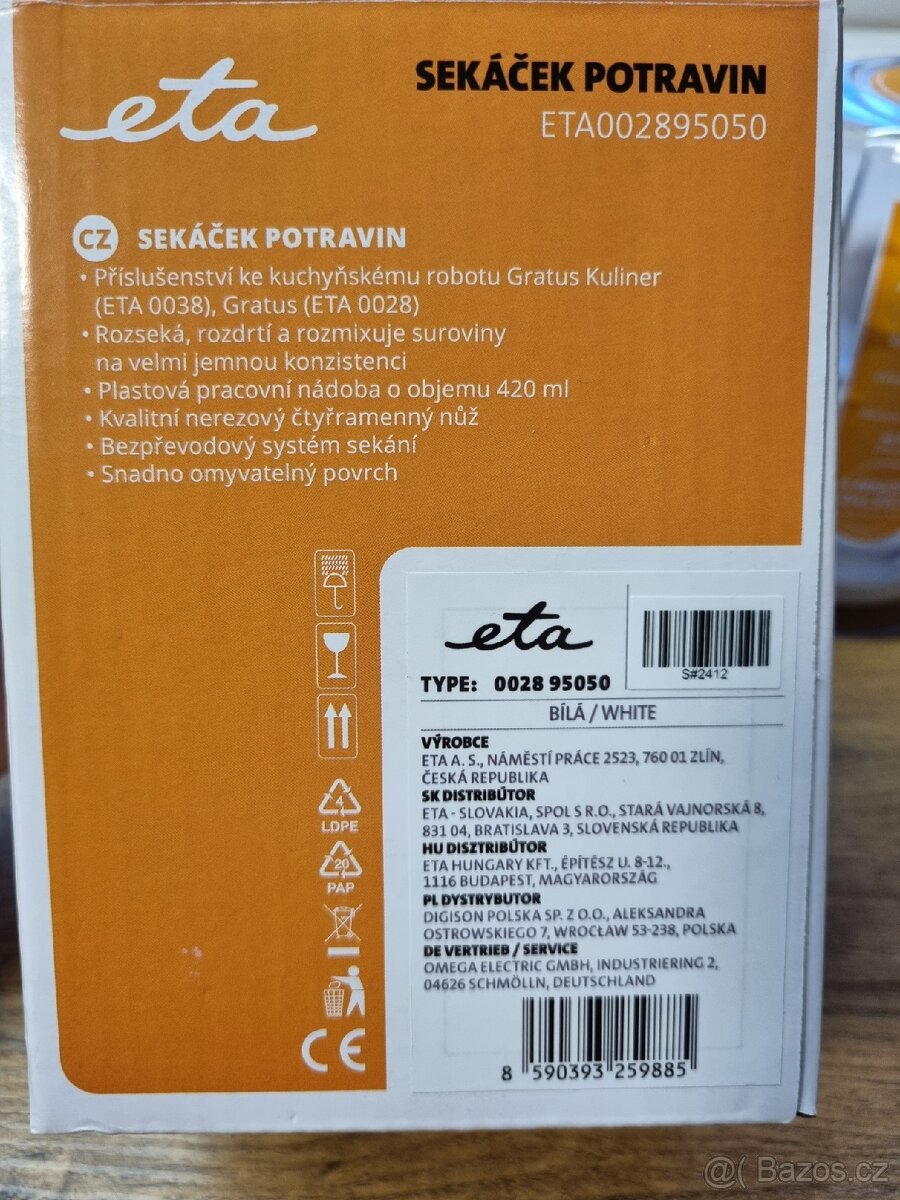 eta
SEKÁČEK POTRAVIN
ETA002895050
CZ SEKÁČEK POTRAVIN
• Příslušenství ke kuchyňskému robotu Gratus Kuliner
(ETA 0038), Gratus (ETA 0028)
• Rozseká, rozdrtí a rozmixuje suroviny
na velmi jemnou konzistenci
• Plastová pracovní nádoba o objemu 420 ml
• Kvalitní nerezový čtyřramenný nůž
• Bezpřevodový systém sekání
• Snadno omyvatelný povrch
4
LDPE
20
PAP
CE
eta
S#2412
TYPE: 0028 95050
BÍLÁ / WHITE
VÝROBCE
ETA A. S., NÁMĚSTÍ PRÁCE 2523, 760 01 ZLÍN,
ČESKÁ REPUBLIKA
SK DISTRIBÚTOR
ETA - SLOVAKIA, SPOL S R.O., STARÁ VAJNORSKÁ 8,
831 04, BRATISLAVA 3, SLOVENSKÁ REPUBLIKA
HU DISZTRIBÚTOR
ETA HUNGARY KFT., ÉPÍTÉSZ U. 8-12.,
1116 BUDAPEST, MAGYARORSZÁG
PL DYSTRYBUTOR
DIGISON POLSKA SP. Z O.O., ALEKSANDRA
OSTROWSKIEGO 7, WROCŁAW 53-238, POLSKA
DE VERTRIEB / SERVICE
OMEGA ELECTRIC GMBH, INDUSTRIERING 2,
04626 SCHMÖLLN, DEUTSCHLAND
8 590393 259885
@( Bazos.cz